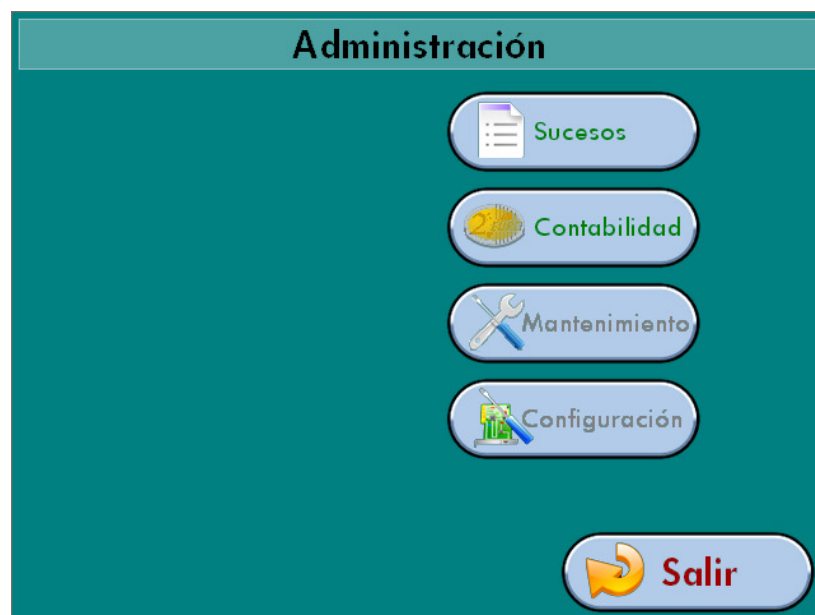 Administración
Sucesos
Contabilidad
Mantenimiento
Configuración
Salir